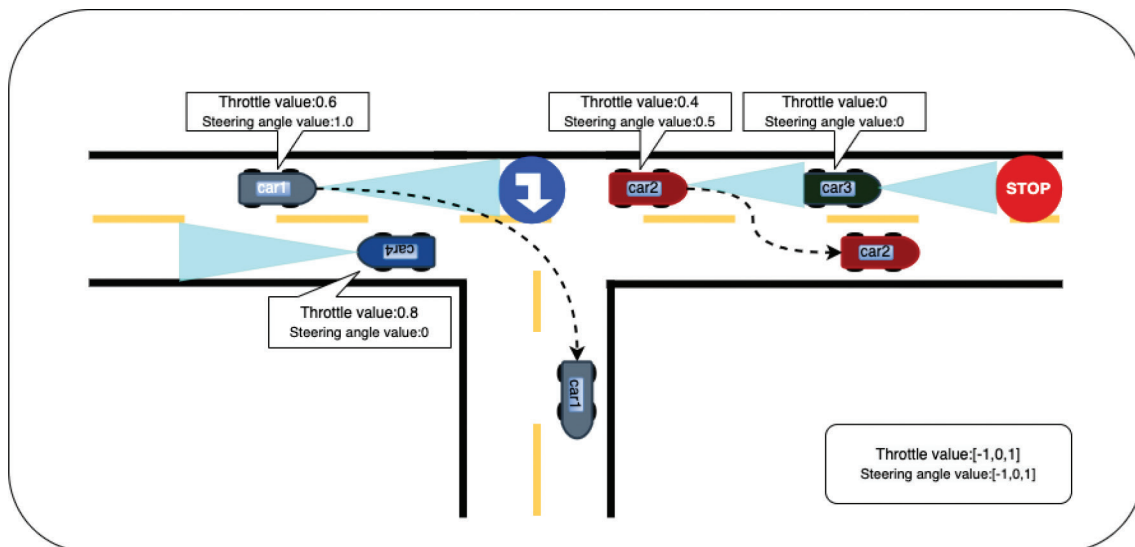 Throttle value:0.6
Steering angle value:1.0
Throttle value:0.4
Steering angle value:0.5
Throttle value:0
Steering angle value:0
car1
car2
car3
STOP
car4
car2
Throttle value:0.8
Steering angle value:0
car1
Throttle value:[-1,0,1]
Steering angle value:[-1,0,1]